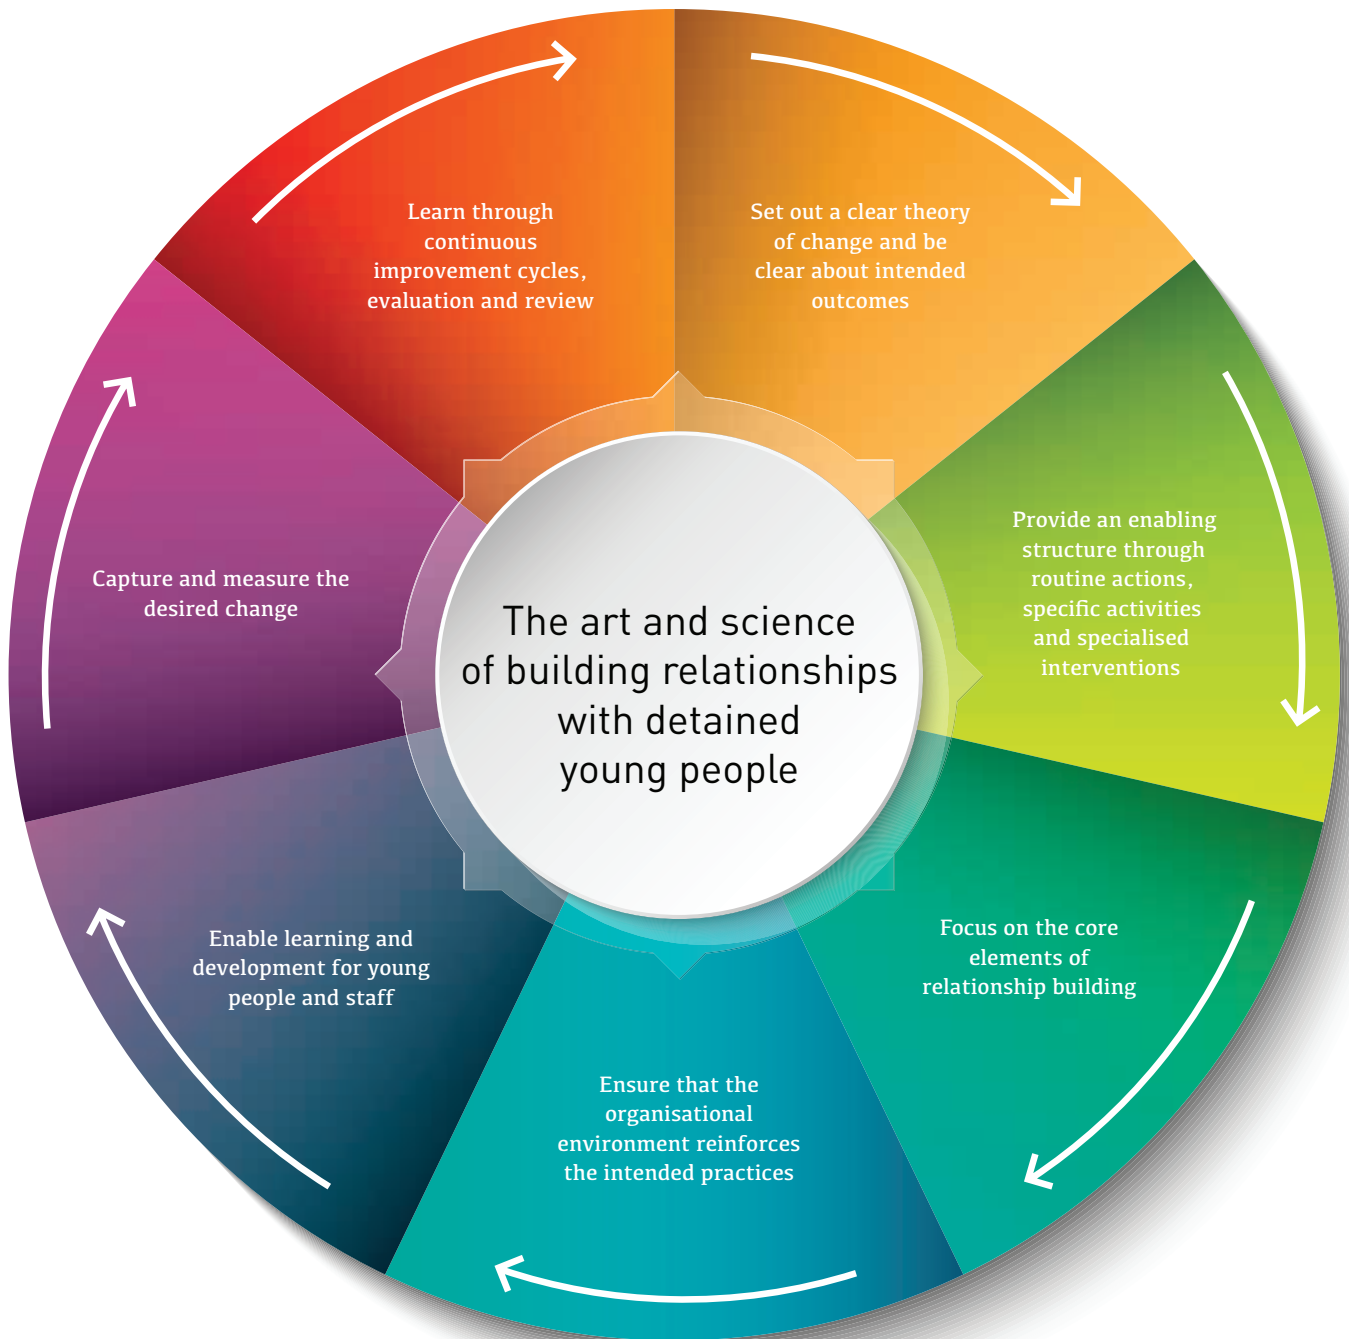 The art and science
of building relationships
with detained
young people
Set out a clear theory
of change and be
clear about intended
outcomes
Provide an enabling
structure through
routine actions,
specific activities
and specialised
interventions
Focus on the core
elements of
relationship building
Ensure that the
organisational
environment reinforces
the intended practices
Enable learning and
development for young
people and staff
Capture and measure the
desired change
Learn through
continuous
improvement cycles,
evaluation and review